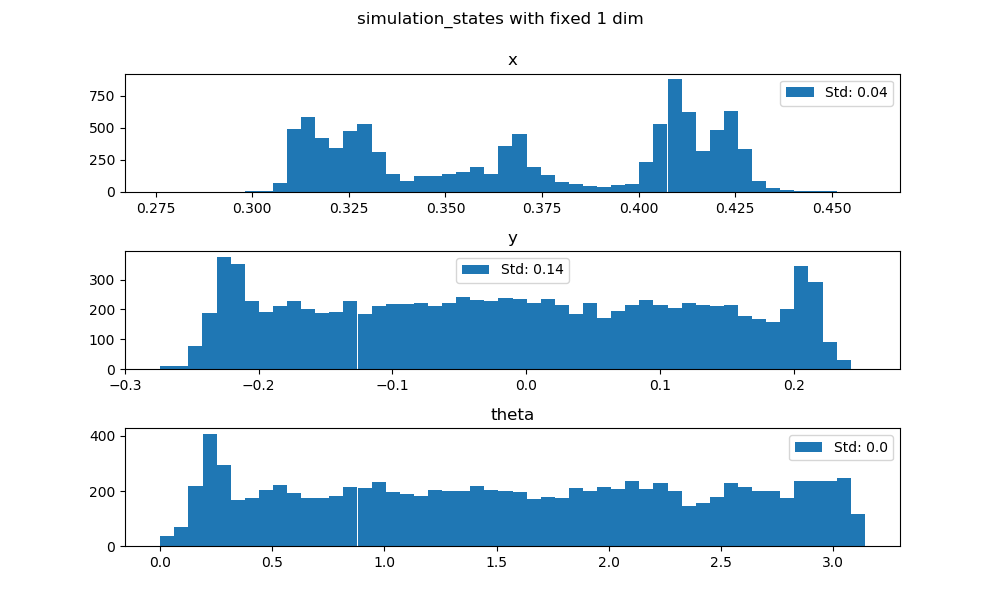 simulation_states with fixed 1 dim
x
Std: 0.04
750
500
250
0
0.275 0.300 0.325 0.350 0.375 0.400 0.425 0.450
y
Std: 0.14
300
200
100
0
−0.3 −0.2 −0.1 0.0 0.1 0.2
theta
Std: 0.0
400
200
0
0.0 0.5 1.0 1.5 2.0 2.5 3.0